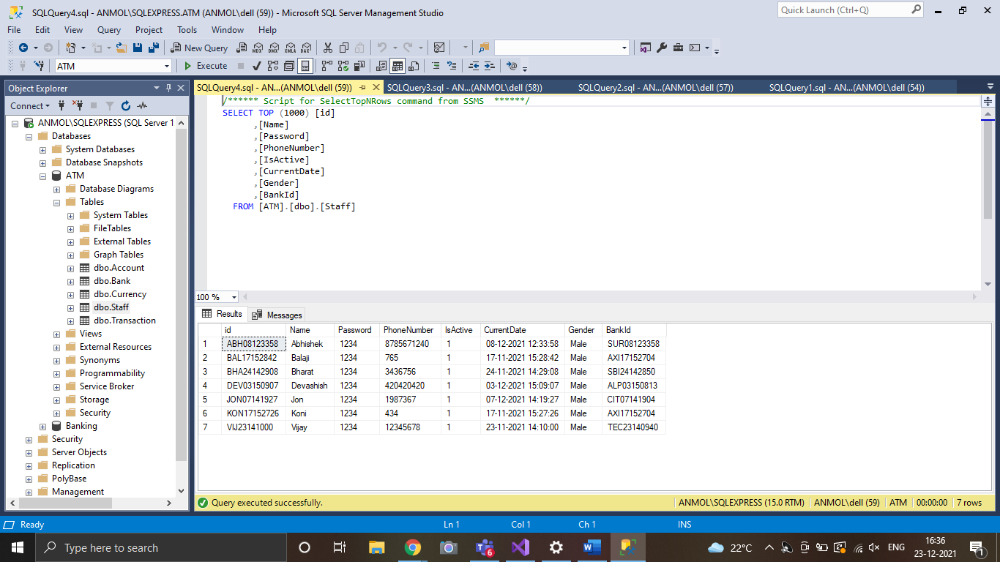 SQLQuery4.sql - ANMOL\SQLEXPRESS.ATM (ANMOL\dell (59)) - Microsoft SQL Server Management Studio
Quick Launch (Ctrl+Q)
File Edit View Query Project Tools Window Help
New Query MDX DMX XMLA DAX
ATM Execute
Object Explorer
Connect
ANMOL\SQLEXPRESS (SQL Server 1
Databases
System Databases
Database Snapshots
ATM
Database Diagrams
Tables
System Tables
FileTables
External Tables
Graph Tables
dbo.Account
dbo.Bank
dbo.Currency
dbo.Staff
dbo.Transaction
Views
External Resources
Synonyms
Programmability
Service Broker
Storage
Security
Banking
Security
Server Objects
Replication
PolyBase
Management
SQLQuery4.sql - AN...(ANMOL\dell (59)) SQLQuery3.sql - AN...(ANMOL\dell (58)) SQLQuery2.sql - AN...(ANMOL\dell (57)) SQLQuery1.sql - AN...(ANMOL\dell (54))
/****** Script for SelectTopNRows command from SSMS ******/
SELECT TOP (1000) [id]
,[Name]
,[Password]
,[PhoneNumber]
,[IsActive]
,[CurrentDate]
,[Gender]
,[BankId]
FROM [ATM].[dbo].[Staff]
100 %
Results Messages
id Name Password PhoneNumber IsActive CurrentDate Gender BankId
1 ABH08123358 Abhishek 1234 8785671240 1 08-12-2021 12:33:58 Male SUR08123358
2 BAL17152842 Balaji 1234 765 1 17-11-2021 15:28:42 Male AXI17152704
3 BHA24142908 Bharat 1234 3436756 1 24-11-2021 14:29:08 Male SBI24142850
4 DEV03150907 Devashish 1234 420420420 1 03-12-2021 15:09:07 Male ALP03150813
5 JON07141927 Jon 1234 1987367 1 07-12-2021 14:19:27 Male CIT07141904
6 KON17152726 Koni 1234 434 1 17-11-2021 15:27:26 Male AXI17152704
7 VIJ23141000 Vijay 1234 12345678 1 23-11-2021 14:10:00 Male TEC23140940
Query executed successfully. ANMOL\SQLEXPRESS (15.0 RTM) ANMOL\dell (59) ATM 00:00:00 7 rows
Ready Ln 1 Col 1 Ch 1 INS
Type here to search 6 22°C ENG 16:36
23-12-2021 1